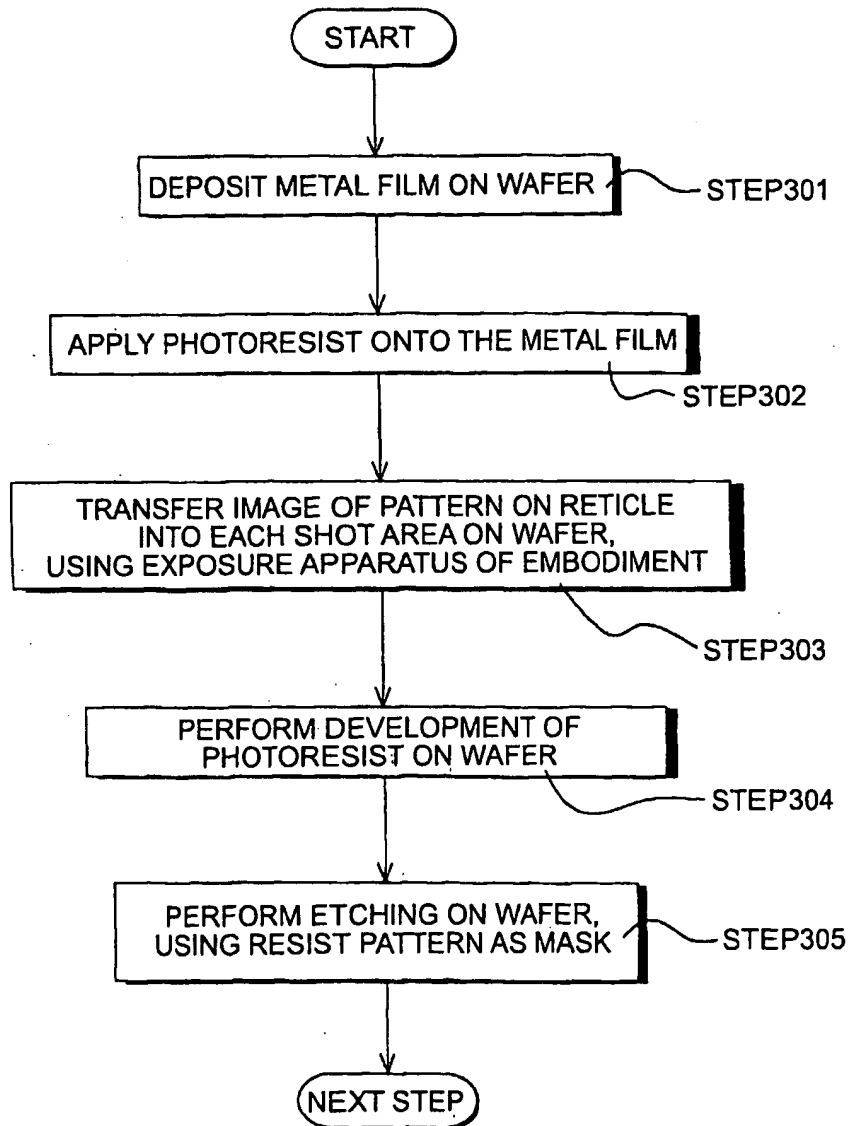 START
DEPOSIT METAL FILM ON WAFER
STEP301
APPLY PHOTORESIST ONTO THE METAL FILM
STEP302
TRANSFER IMAGE OF PATTERN ON RETICLE
INTO EACH SHOT AREA ON WAFER,
USING EXPOSURE APPARATUS OF EMBODIMENT
STEP303
PERFORM DEVELOPMENT OF
PHOTORESIST ON WAFER
STEP304
PERFORM ETCHING ON WAFER,
USING RESIST PATTERN AS MASK
STEP305
NEXT STEP